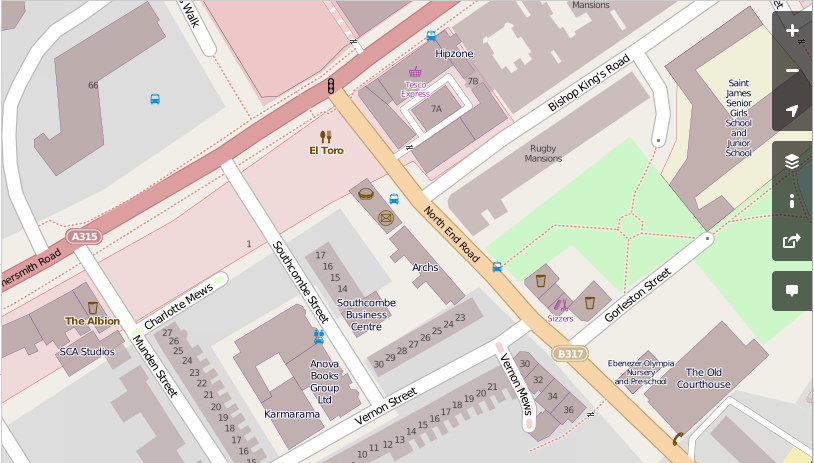 Mansions
s Walk
Hipzone
66
Tesco
Express
7B
7A
Bishop King's Road
Saint
James
Senior
Girls
School
and
Junior
School
El Toro
Rugby
Mansions
North End Road
A315
mersmith Road
1
Southcombe Street
17
16
15
14
Archs
Charlotte Mews
Gorleston Street
Sizzers
The Albion
SCA Studios
Munden Street
Southcombe
Business
Centre
27
26
25
24
23
22
21
20
19
18
17
16
15
30 29 28 27 26 25 24 23
B317
Anova
Books
Group
Ltd
Karmarama
Vernon Street
Vernon Mews
30
32
34
36
Ebenezer Olympia
Nursery
and Pre-school
The Old
Courthouse
10 11 12 13 14 15 16 17 18 19 20 21